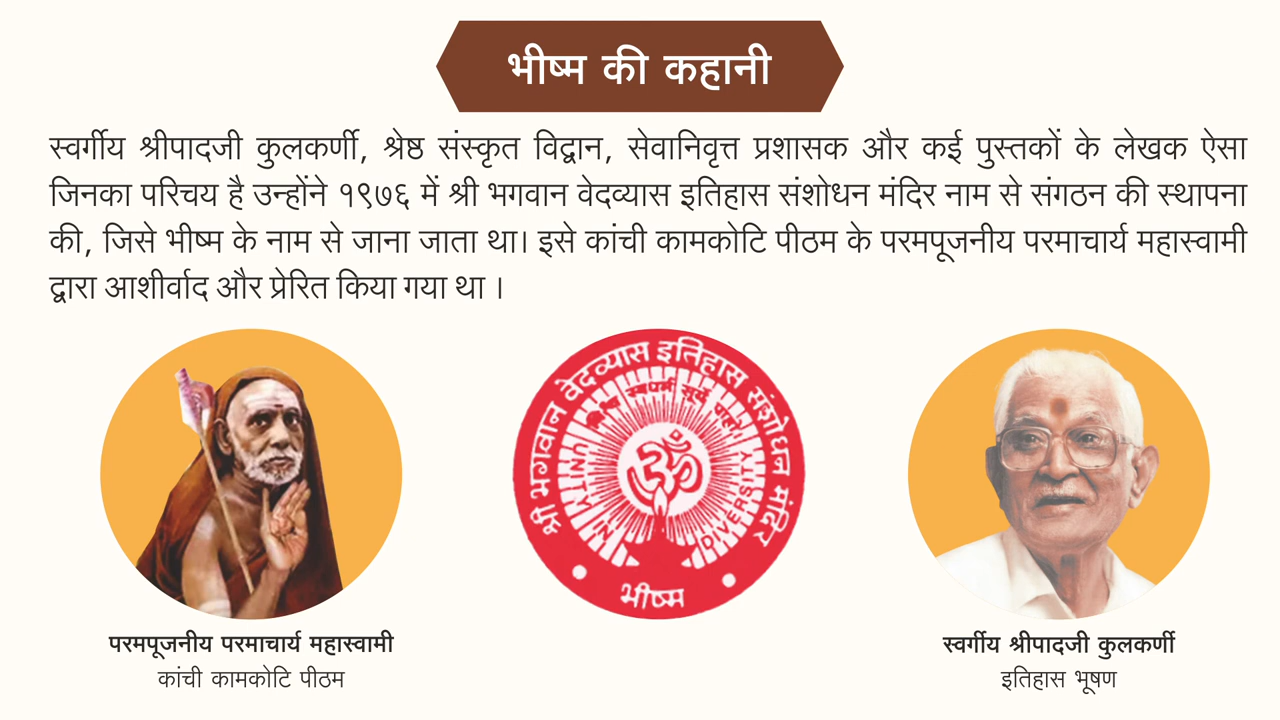 भीष्म की कहानी
स्वर्गीय श्रीपादजी कुलकर्णी, श्रेष्ठ संस्कृत विद्वान, सेवानिवृत्त प्रशासक और कई पुस्तकों के लेखक ऐसा
जिनका परिचय है उन्होंने १९७६ में श्री भगवान वेदव्यास इतिहास संशोधन मंदिर नाम से संगठन की स्थापना
की, जिसे भीष्म के नाम से जाना जाता था। इसे कांची कामकोटि पीठम के परमपूजनीय परमाचार्य महास्वामी
द्वारा आशीर्वाद और प्रेरित किया गया था ।
श्री भगवान वेदव्यास इतिहास संशोधन मंदिर
UNITY IN DIVERSITY
भीष्म
परमपूजनीय परमाचार्य महास्वामी
कांची कामकोटि पीठम
स्वर्गीय श्रीपादजी कुलकर्णी
इतिहास भूषण